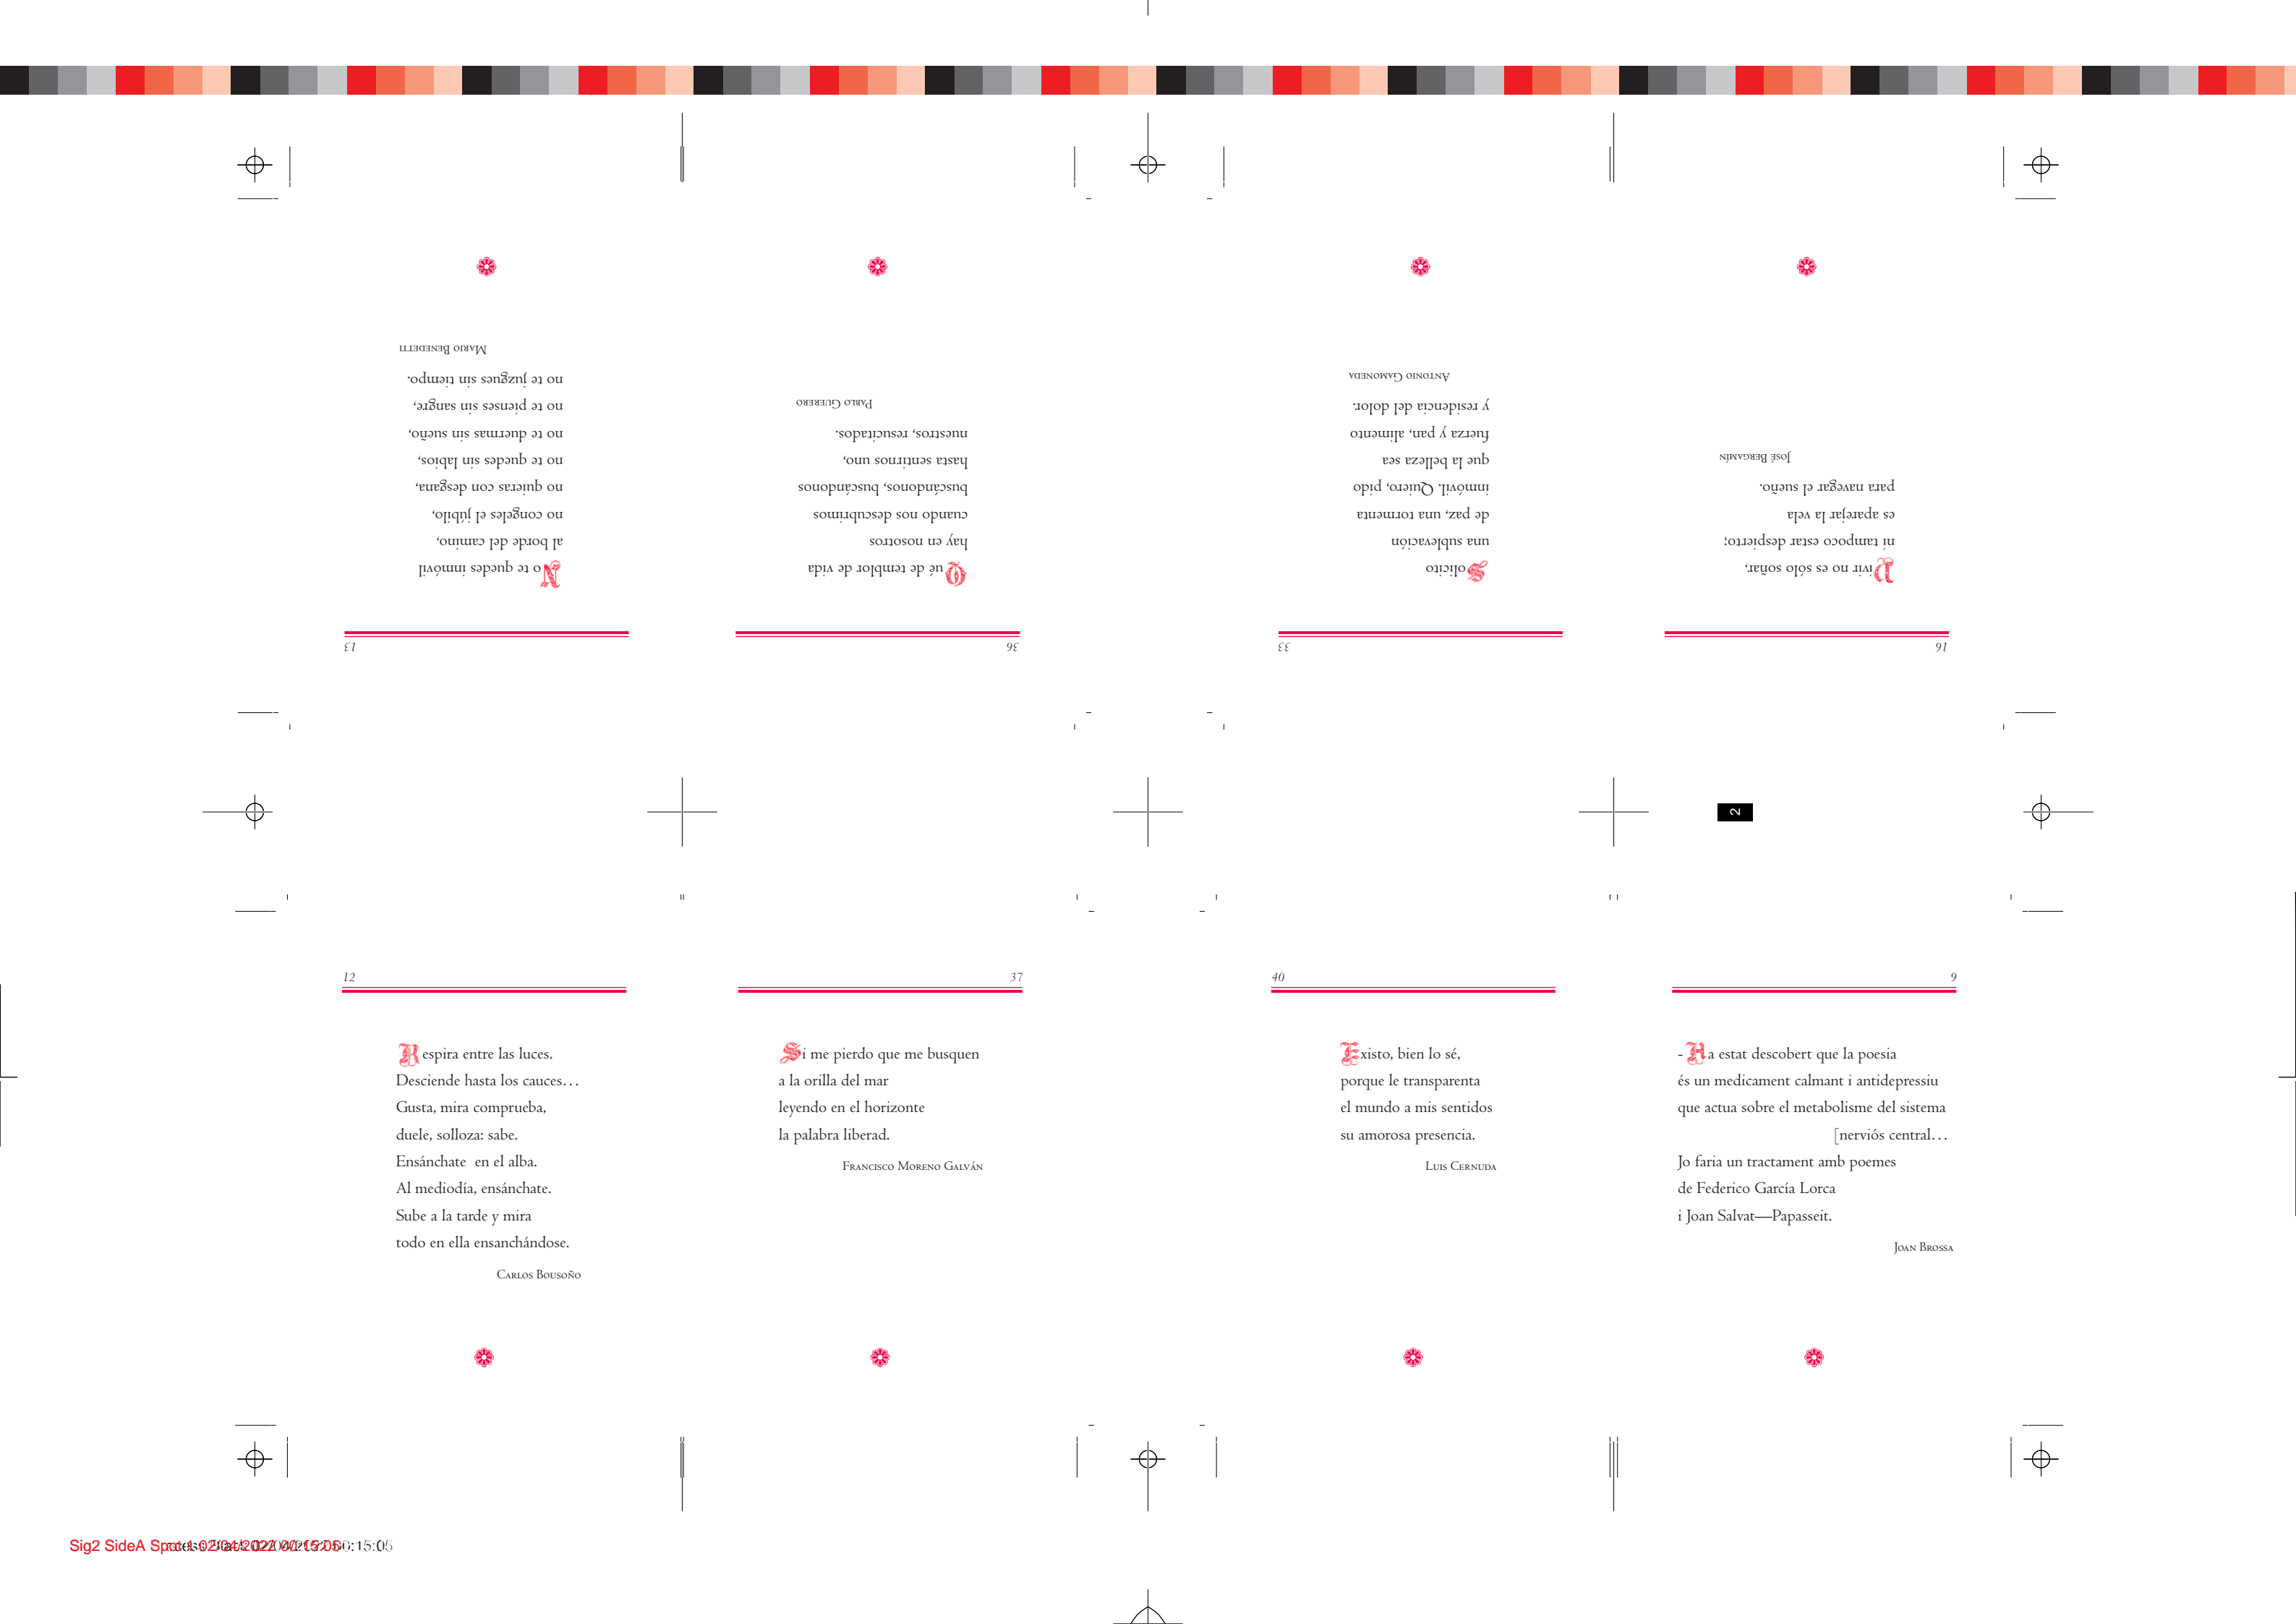 13
No te quedes inmóvil
al borde del camino,
no congeles el júbilo,
no quieras con desgana,
no te quedes sin labios,
no te duermas sin sueño,
no te pienses sin sangre,
no te juzgues sin tiempo.
Mario Benedetti
36
Qué de temblor de vida
hay en nosotros
cuando nos descubrimos
buscándonos, buscándonos
hasta sentirnos uno,
nuestros, resucitados.
Pablo Guerero
33
Solicito
una sublevación
de paz, una tormenta
inmóvil. Quiero, pido
que la belleza sea
fuerza y pan, alimento
y residencia del dolor.
Antonio Gamoneda
16
Vivir no es sólo soñar,
ni tampoco estar despierto;
es aparejar la vela
para navegar el sueño.
José Bergamín
2
12
Respira entre las luces.
Desciende hasta los cauces…
Gusta, mira comprueba,
duele, solloza: sabe.
Ensánchate en el alba.
Al mediodía, ensánchate.
Sube a la tarde y mira
todo en ella ensanchándose.
Carlos Bousoño
37
Si me pierdo que me busquen
a la orilla del mar
leyendo en el horizonte
la palabra liberad.
Francisco Moreno Galván
40
Existo, bien lo sé,
porque le transparenta
el mundo a mis sentidos
su amorosa presencia.
Luis Cernuda
9
-Ha estat descobert que la poesia
és un medicament calmant i antidepressiu
que actua sobre el metabolisme del sistema
[nerviós central…
Jo faria un tractament amb poemes
de Federico García Lorca
i Joan Salvat—Papasseit.
Joan Brossa
Sig2 SideA